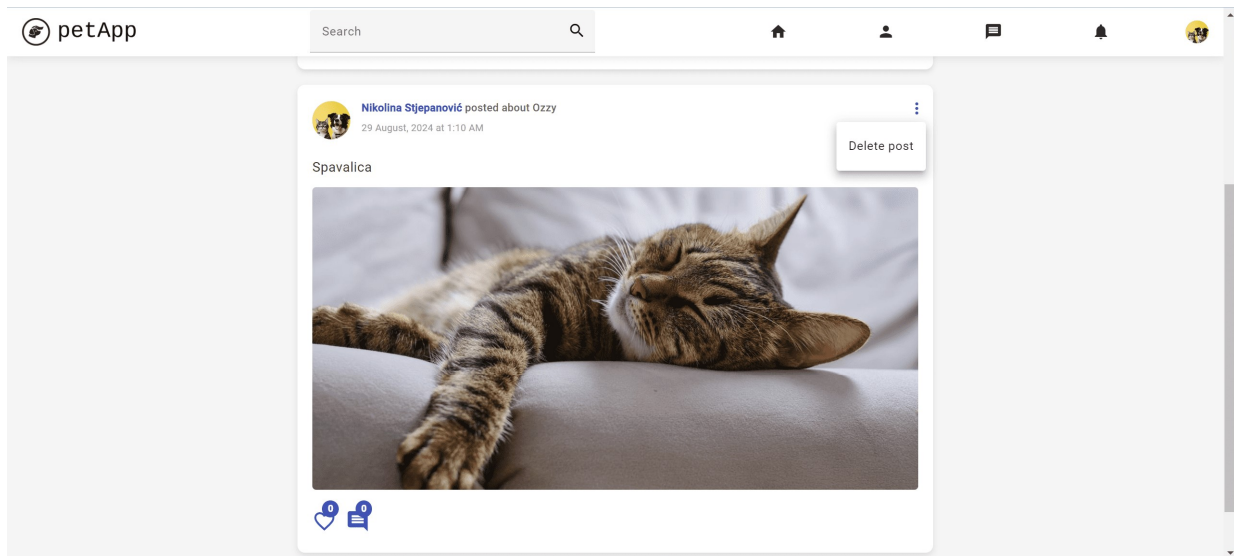 petApp
Search
Nikolina Stjepanović posted about Ozzy
29 August, 2024 at 1:10 AM
Delete post
Spavalica
0
0